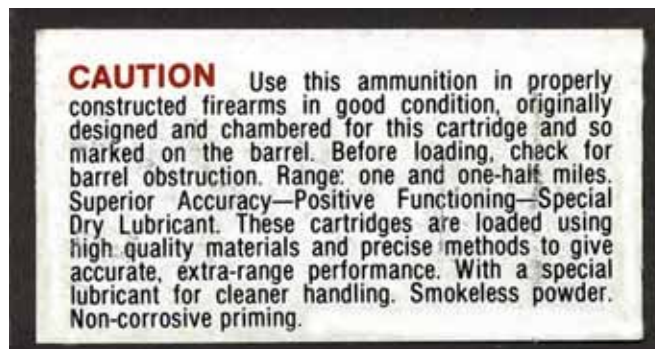 CAUTION Use this ammunition in properly
constructed firearms in good condition, originally
designed and chambered for this cartridge and so
marked on the barrel. Before loading, check for
barrel obstruction. Range: one and one-half miles.
Superior Accuracy—Positive Functioning—Special
Dry Lubricant. These cartridges are loaded using
high quality materials and precise methods to give
accurate, extra-range performance. With a special
lubricant for cleaner handling. Smokeless powder.
Non-corrosive priming.